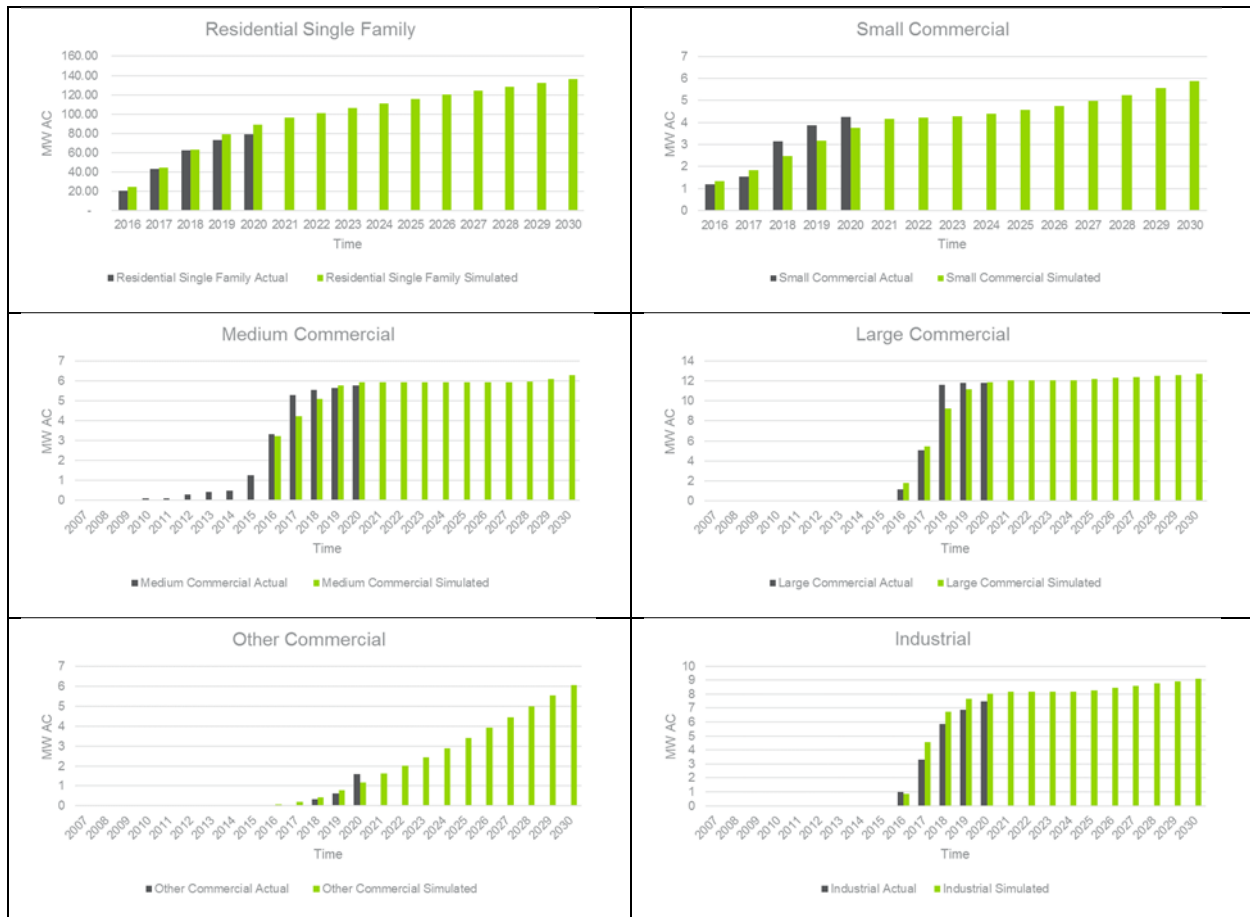 Residential Single Family
160.00
140.00
120.00
100.00
80.00
60.00
40.00
20.00
-
MW AC
2016 2017 2018 2019 2020 2021 2022 2023 2024 2025 2026 2027 2028 2029 2030
Time
Residential Single Family Actual Residential Single Family Simulated
Small Commercial
7
6
5
4
3
2
1
0
MW AC
2016 2017 2018 2019 2020 2021 2022 2023 2024 2025 2026 2027 2028 2029 2030
Time
Small Commercial Actual Small Commercial Simulated
Medium Commercial
7
6
5
4
3
2
1
0
MW AC
2007 2008 2009 2010 2011 2012 2013 2014 2015 2016 2017 2018 2019 2020 2021 2022 2023 2024 2025 2026 2027 2028 2029 2030
Time
Medium Commercial Actual Medium Commercial Simulated
Large Commercial
14
12
10
8
6
4
2
0
MW AC
2007 2008 2009 2010 2011 2012 2013 2014 2015 2016 2017 2018 2019 2020 2021 2022 2023 2024 2025 2026 2027 2028 2029 2030
Time
Large Commercial Actual Large Commercial Simulated
Other Commercial
7
6
5
4
3
2
1
0
MW AC
2007 2008 2009 2010 2011 2012 2013 2014 2015 2016 2017 2018 2019 2020 2021 2022 2023 2024 2025 2026 2027 2028 2029 2030
Time
Other Commercial Actual Other Commercial Simulated
Industrial
10
9
8
7
6
5
4
3
2
1
0
MW AC
2007 2008 2009 2010 2011 2012 2013 2014 2015 2016 2017 2018 2019 2020 2021 2022 2023 2024 2025 2026 2027 2028 2029 2030
Time
Industrial Actual Industrial Simulated